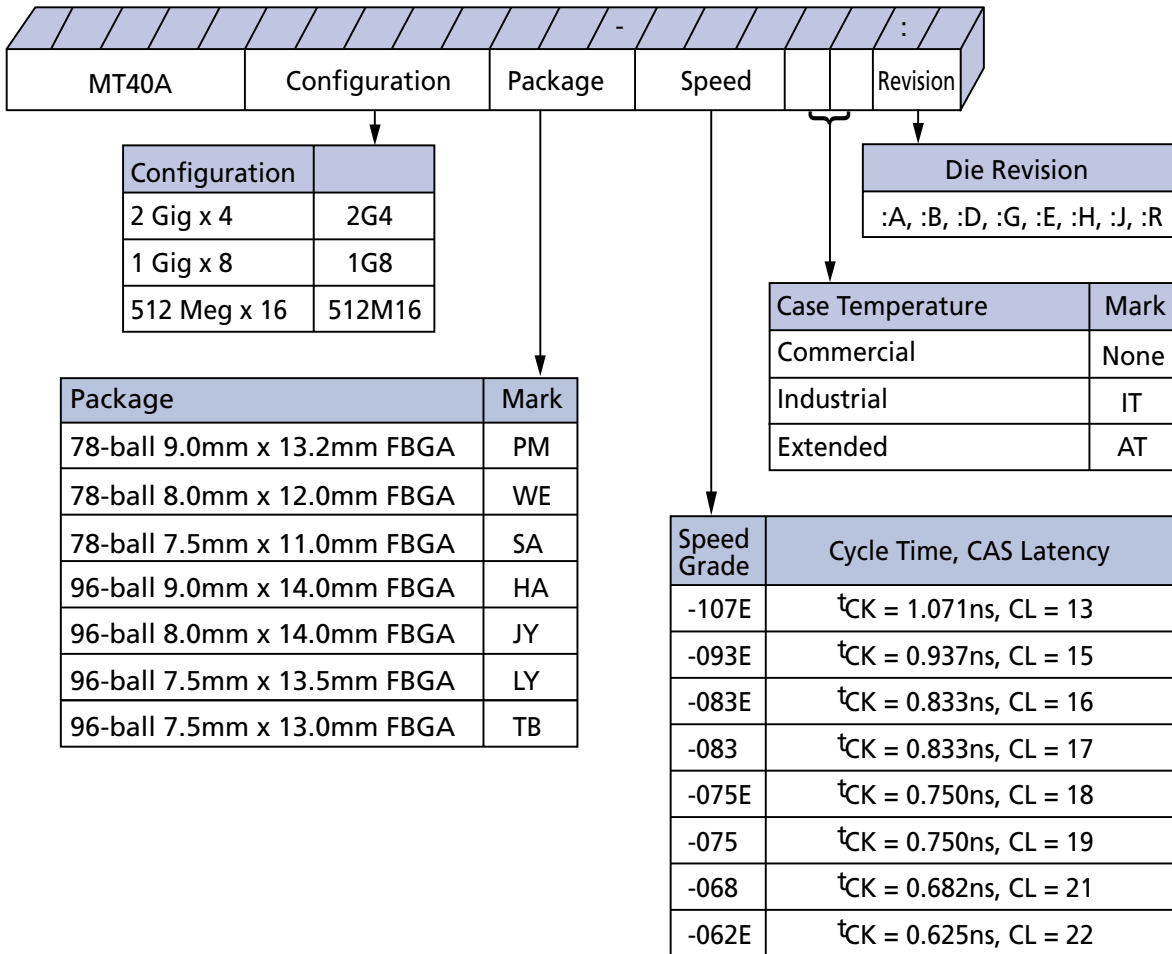 - :
MT40A Configuration Package Speed Revision
Configuration
2 Gig x 4 2G4
1 Gig x 8 1G8
512 Meg x 16 512M16
Die Revision
:A, :B, :D, :G, :E, :H, :J, :R
Case Temperature Mark
Commercial None
Industrial IT
Extended AT
Package Mark
78-ball 9.0mm x 13.2mm FBGA PM
78-ball 8.0mm x 12.0mm FBGA WE
78-ball 7.5mm x 11.0mm FBGA SA
96-ball 9.0mm x 14.0mm FBGA HA
96-ball 8.0mm x 14.0mm FBGA JY
96-ball 7.5mm x 13.5mm FBGA LY
96-ball 7.5mm x 13.0mm FBGA TB
Speed Grade Cycle Time, CAS Latency
-107E tCK = 1.071ns, CL = 13
-093E tCK = 0.937ns, CL = 15
-083E tCK = 0.833ns, CL = 16
-083 tCK = 0.833ns, CL = 17
-075E tCK = 0.750ns, CL = 18
-075 tCK = 0.750ns, CL = 19
-068 tCK = 0.682ns, CL = 21
-062E tCK = 0.625ns, CL = 22